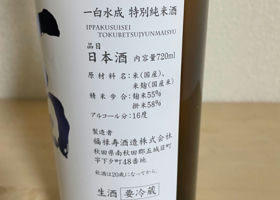 一白水成 特別純米酒
IPPAKUSUISEI
TOKUBETSUJYUNMAISYU
品目
日本酒 内容量720ml
原材料名：米(国産)、
米麹(国産米)
精米歩合：麹米55%
掛米58%
アルコール分：16度
製造者
福禄寿酒造株式会社
秋田県南秋田郡五城目町
字下夕町48番地
飲酒は20歳になってから。
生酒 要冷蔵